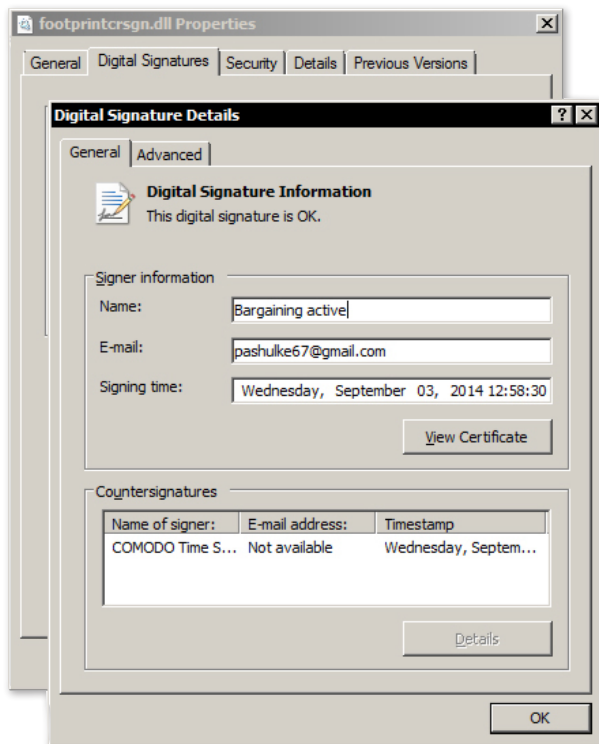 footprintcrsgn.dll Properties
General Digital Signatures Security Details Previous Versions
Digital Signature Details
General Advanced
Digital Signature Information
This digital signature is OK.
Signer information
Name: Bargaining active
E-mail: pashulke67@gmail.com
Signing time: Wednesday, September 03, 2014 12:58:30
View Certificate
Countersignatures
Name of signer: E-mail address: Timestamp
COMODO Time S... Not available Wednesday, Septem...
Details
OK